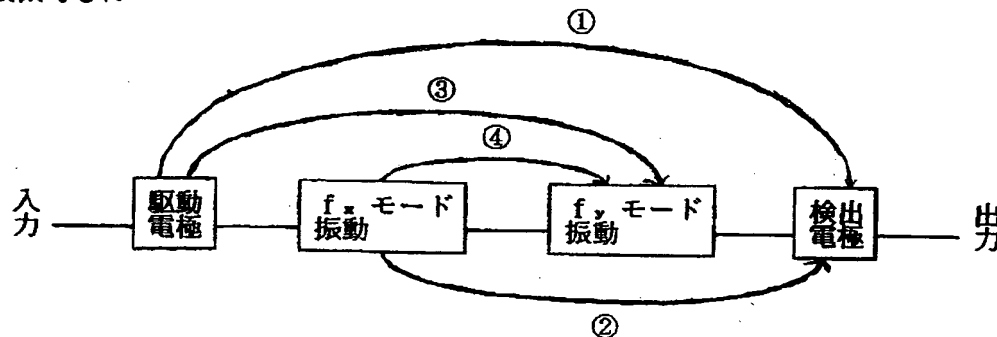 ①
③
④
入力
駆動
電極
fx モード
振動
fy モード
振動
検出
電極
出力
②